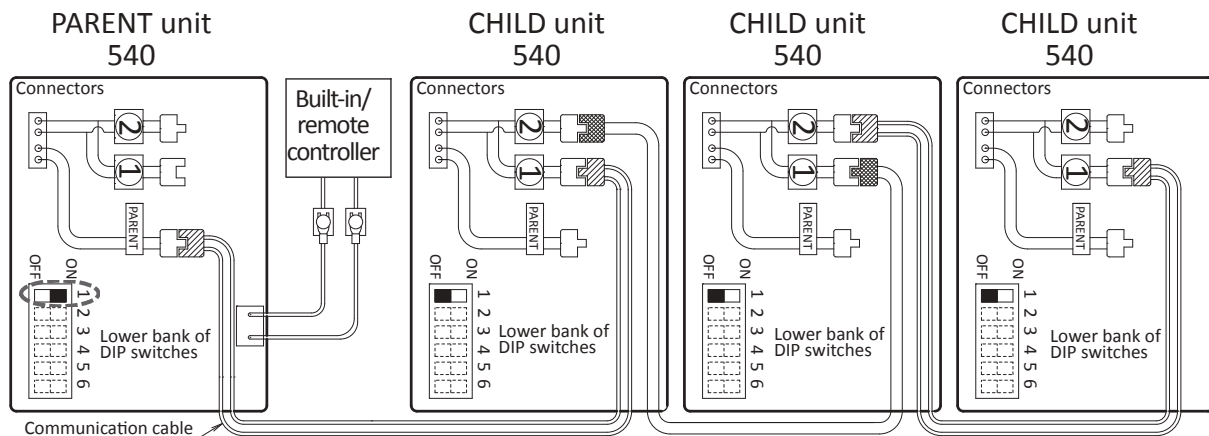 PARENT unit
540
CHILD unit
540
CHILD unit
540
CHILD unit
540
Connectors
2
1
PARENT
OFF
ON
1
2
3
4
5
6
Lower bank of
DIP switches
Built-in/
remote
controller
Connectors
2
1
PARENT
OFF
ON
1
2
3
4
5
6
Lower bank of
DIP switches
Connectors
2
1
PARENT
OFF
ON
1
2
3
4
5
6
Lower bank of
DIP switches
Connectors
2
1
PARENT
OFF
ON
1
2
3
4
5
6
Lower bank of
DIP switches
Communication cable